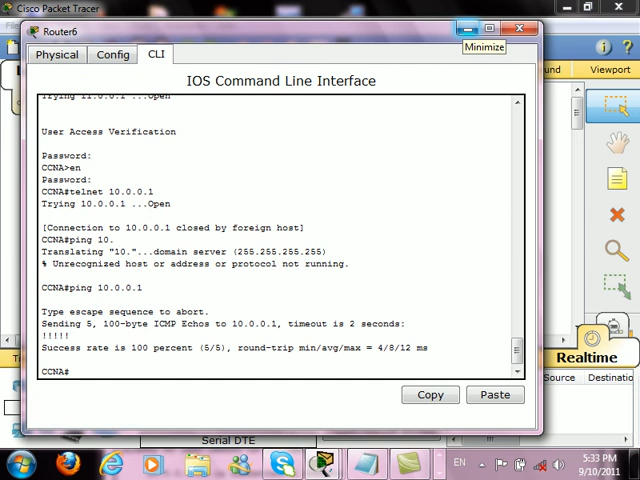 Cisco Packet Tracer
Router6
Minimize
Physical
Config
CLI
Viewport
IOS Command Line Interface
Trying 11.0.0.1 ...Open
User Access Verification
Password:
CCNA>en
Password:
CCNA#telnet 10.0.0.1
Trying 10.0.0.1 ...Open
[Connection to 10.0.0.1 closed by foreign host]
CCNA#ping 10.
Translating "10."...domain server (255.255.255.255)
% Unrecognized host or address or protocol not running.
CCNA#ping 10.0.0.1
Type escape sequence to abort.
Sending 5, 100-byte ICMP Echos to 10.0.0.1, timeout is 2 seconds:
!!!!!
Success rate is 100 percent (5/5), round-trip min/avg/max = 4/8/12 ms
CCNA#
Copy
Paste
Realtime
Source
Destinatio
Serial DTE
EN
5:33 PM
9/10/2011